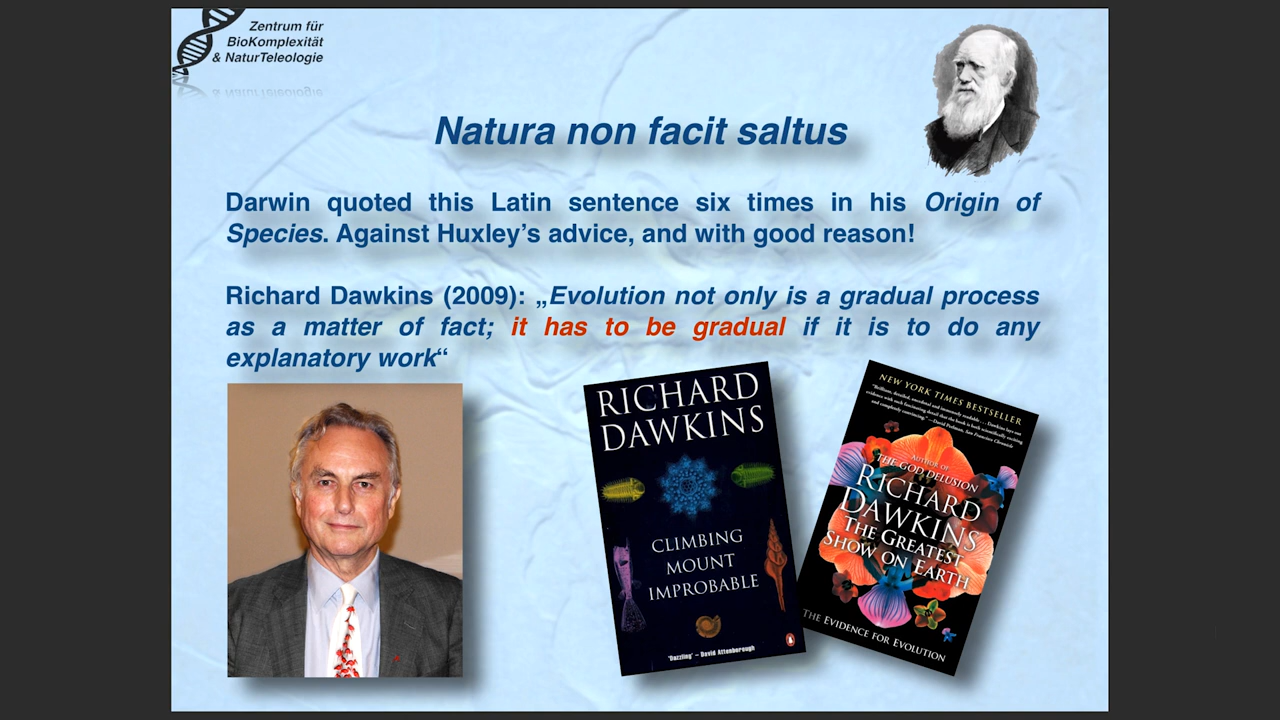 Zentrum für
BioKomplexität
& NaturTeleologie
Natura non facit saltus
Darwin quoted this Latin sentence six times in his Origin of
Species. Against Huxley’s advice, and with good reason!
Richard Dawkins (2009): „Evolution not only is a gradual process
as a matter of fact; it has to be gradual if it is to do any
explanatory work“
RICHARD
DAWKINS
CLIMBING
MOUNT
IMPROBABLE
'Dazzling' – David Attenborough
NEW YORK TIMES BESTSELLER
AUTHOR OF
THE GOD DELUSION
RICHARD
DAWKINS
THE GREATEST
SHOW ON EARTH
THE EVIDENCE FOR EVOLUTION